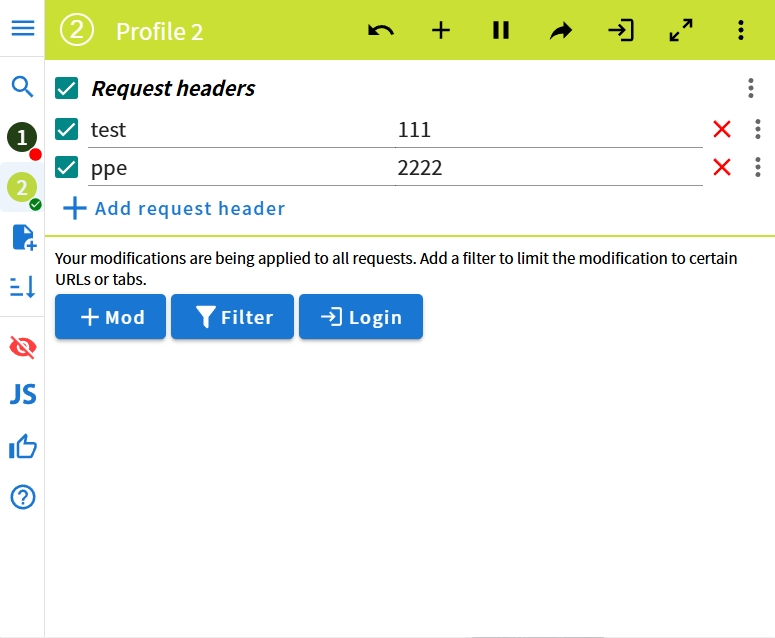 2 Profile 2
Request headers
1
test 111
2
ppe 2222
Add request header
Your modifications are being applied to all requests. Add a filter to limit the modification to certain
URLs or tabs.
Mod Filter Login
JS
?